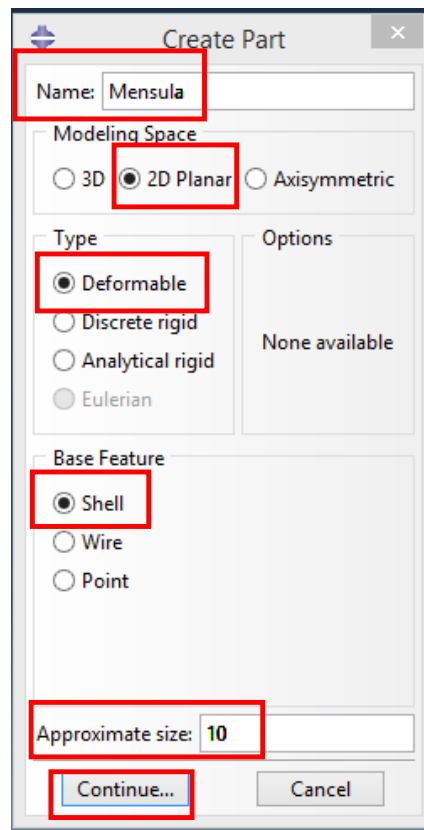 Create Part
Name: Mensula
Modeling Space
3D 2D Planar Axisymmetric
Type
Options
Deformable
Discrete rigid
Analytical rigid
Eulerian
None available
Base Feature
Shell
Wire
Point
Approximate size: 10
Continue... Cancel